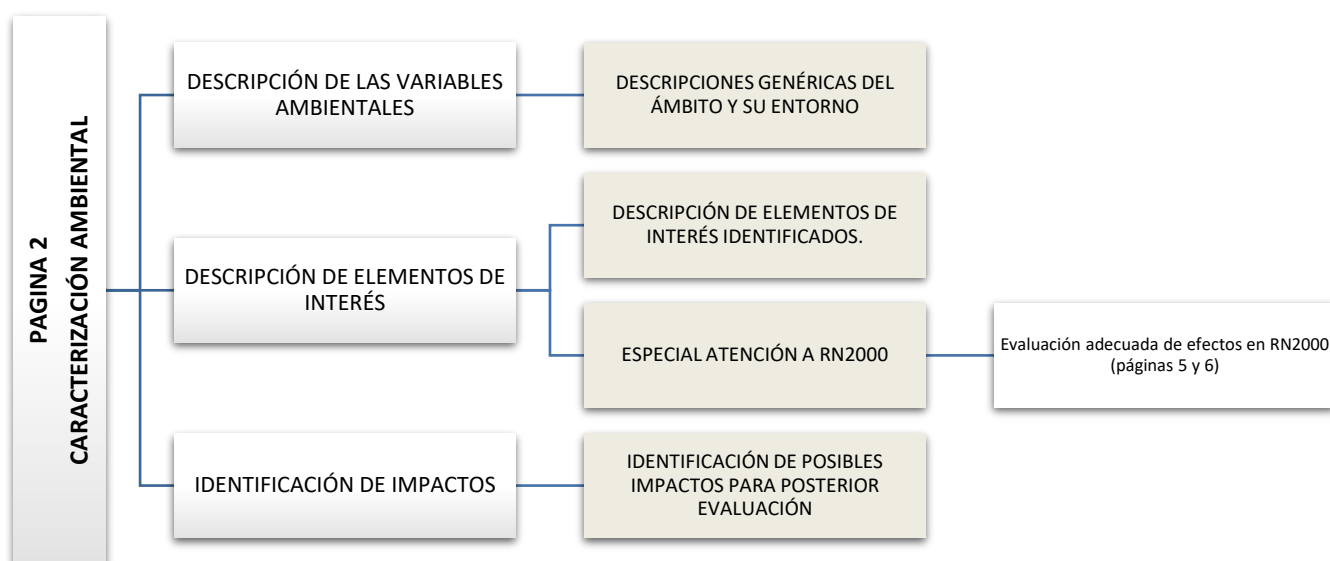 PAGINA 2
CARACTERIZACIÓN AMBIENTAL
DESCRIPCIÓN DE LAS VARIABLES
AMBIENTALES
DESCRIPCIONES GENÉRICAS DEL
ÁMBITO Y SU ENTORNO
DESCRIPCIÓN DE ELEMENTOS DE
INTERÉS
DESCRIPCIÓN DE ELEMENTOS DE
INTERÉS IDENTIFICADOS.
ESPECIAL ATENCIÓN A RN2000
Evaluación adecuada de efectos en RN2000
(páginas 5 y 6)
IDENTIFICACIÓN DE IMPACTOS
IDENTIFICACIÓN DE POSIBLES
IMPACTOS PARA POSTERIOR
EVALUACIÓN